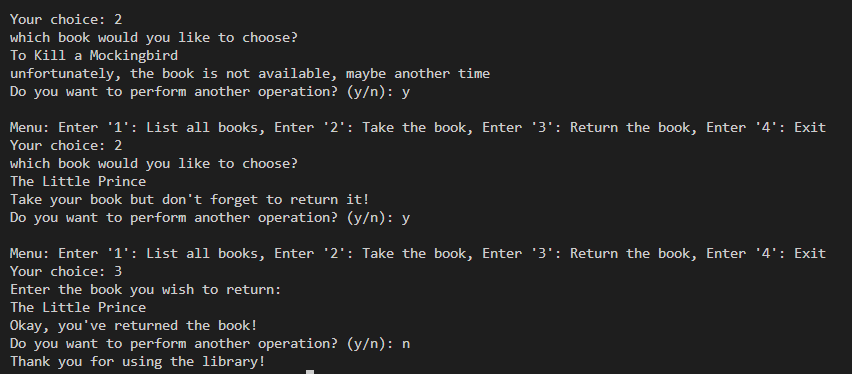 Your choice: 2
which book would you like to choose?
To Kill a Mockingbird
unfortunately, the book is not available, maybe another time
Do you want to perform another operation? (y/n): y
Menu: Enter '1': List all books, Enter '2': Take the book, Enter '3': Return the book, Enter '4': Exit
Your choice: 2
which book would you like to choose?
The Little Prince
Take your book but don't forget to return it!
Do you want to perform another operation? (y/n): y
Menu: Enter '1': List all books, Enter '2': Take the book, Enter '3': Return the book, Enter '4': Exit
Your choice: 3
Enter the book you wish to return:
The Little Prince
Okay, you've returned the book!
Do you want to perform another operation? (y/n): n
Thank you for using the library!